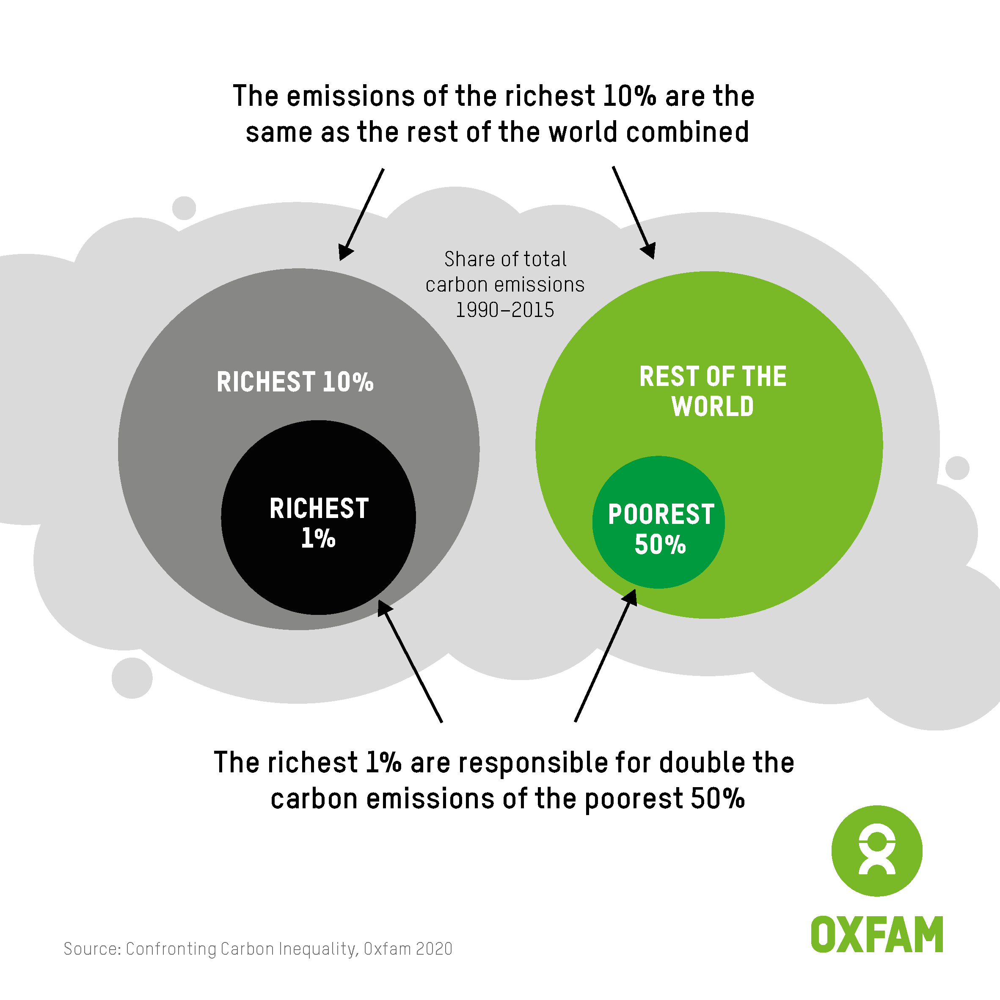 The emissions of the richest 10% are the
same as the rest of the world combined
Share of total
carbon emissions
1990–2015
RICHEST 10%
REST OF THE
WORLD
RICHEST
1%
POOREST
50%
The richest 1% are responsible for double the
carbon emissions of the poorest 50%
OXFAM
Source: Confronting Carbon Inequality, Oxfam 2020